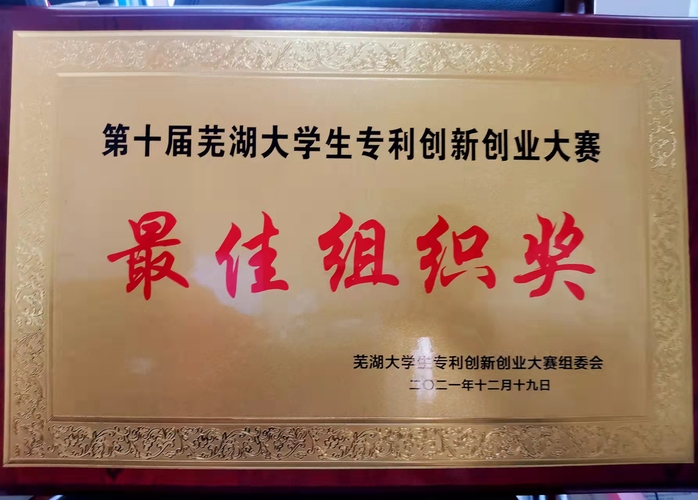 第十届芜湖大学生专利创新创业大赛
最佳组织奖
芜湖大学生专利创新创业大赛组委会
二〇二一年十二月十九日